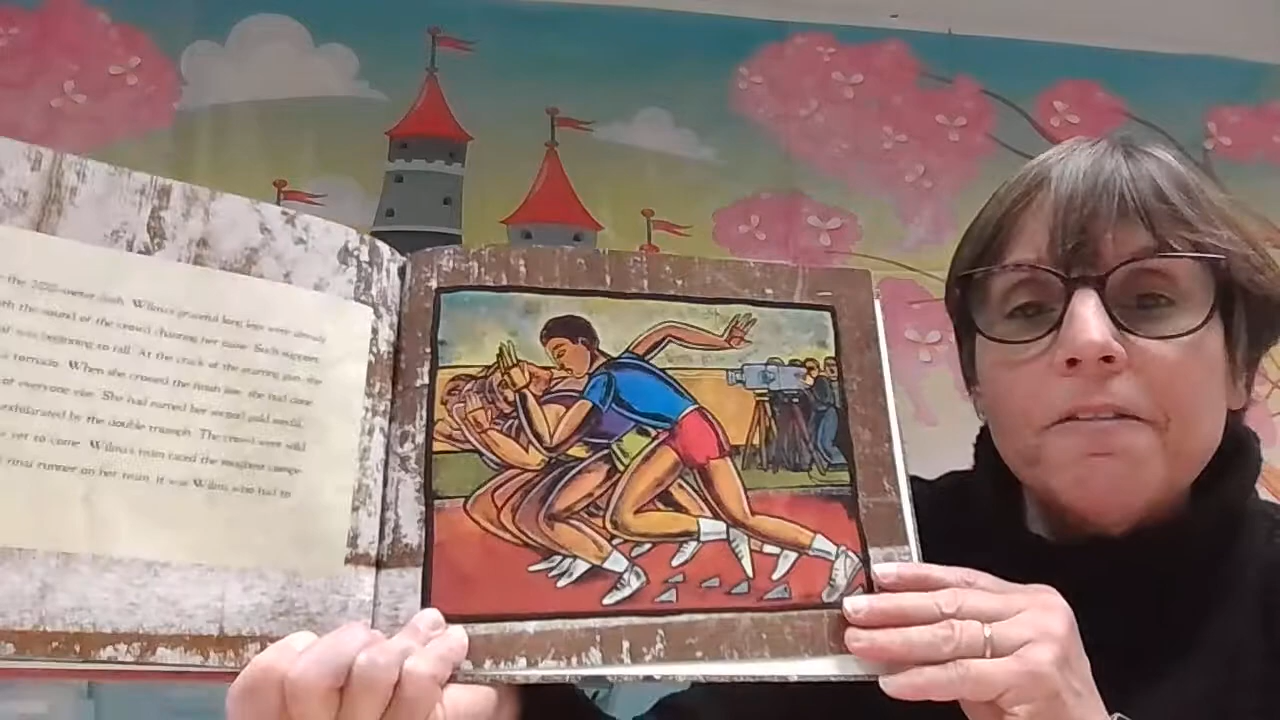 the 200-meter dash. Wilma's graceful long legs were already
the sound of the crowd chanting her name. Such support
was beginning to fall. At the crack of the starting gun, she
tornado. When she crossed the finish line, she had done
everyone else. She had earned her second gold medal
exhilarated by the double triumph. The crowd went wild
yet to come. Wilma's team faced the toughest
final runner on her team. It was Wilma who had to